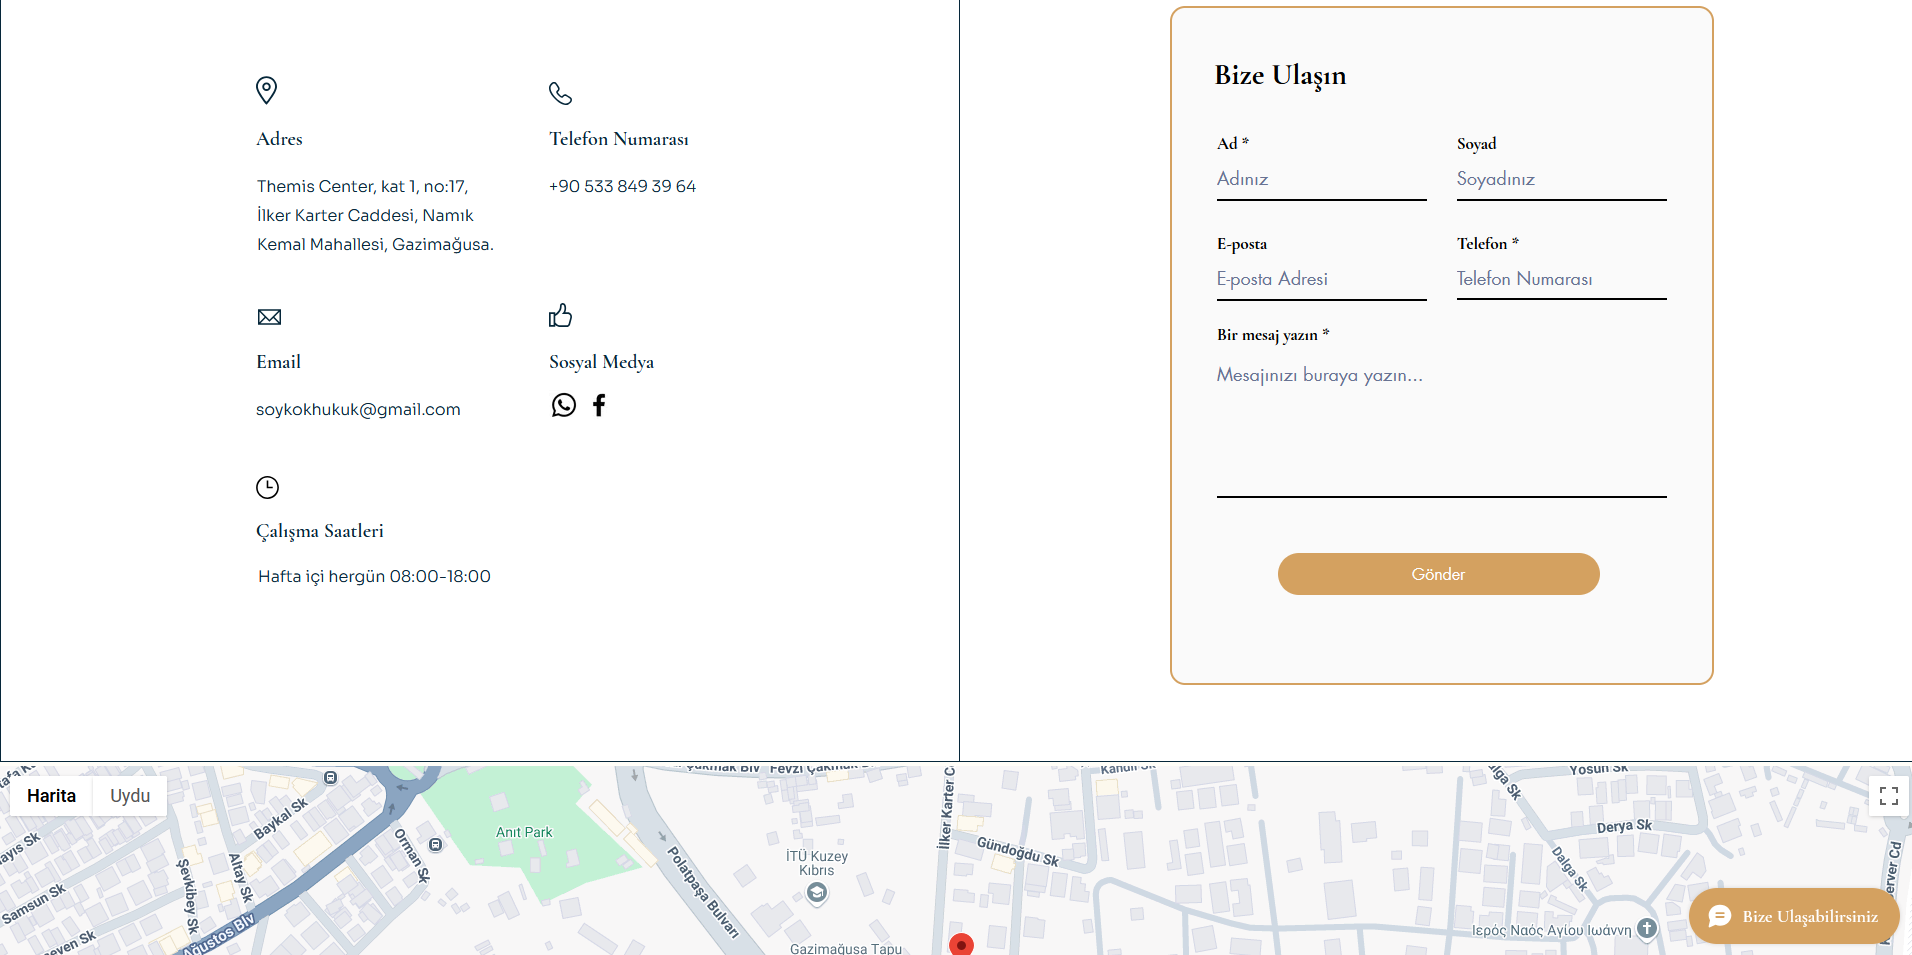 Adres
Themis Center, kat 1, no:17,
İlker Karter Caddesi, Namık
Kemal Mahallesi, Gazimağusa.
Telefon Numarası
+90 533 849 39 64
Email
soykokhukuk@gmail.com
Sosyal Medya
Çalışma Saatleri
Hafta içi hergün 08:00-18:00
Bize Ulaşın
Ad *
Adınız
Soyad
Soyadınız
E-posta
E-posta Adresi
Telefon *
Telefon Numarası
Bir mesaj yazın *
Mesajınızı buraya yazın...
Gönder
Harita
Uydu
Baykal Sk
Orman Sk
Altay Sk
Şevkibey Sk
Samsun Sk
Ağustos Blv
Anıt Park
Polatpaşa Bulvarı
Fevzi Çakmak Blv
İTÜ Kuzey
Kıbrıs
Gazimağusa Tapu
İlker Karter C
Gündoğdu Sk
Kandil Sk
Yosun Sk
Derya Sk
Dalga Sk
Ιερός Ναός Αγίου Ιωάννη
Bize Ulaşabilirsiniz